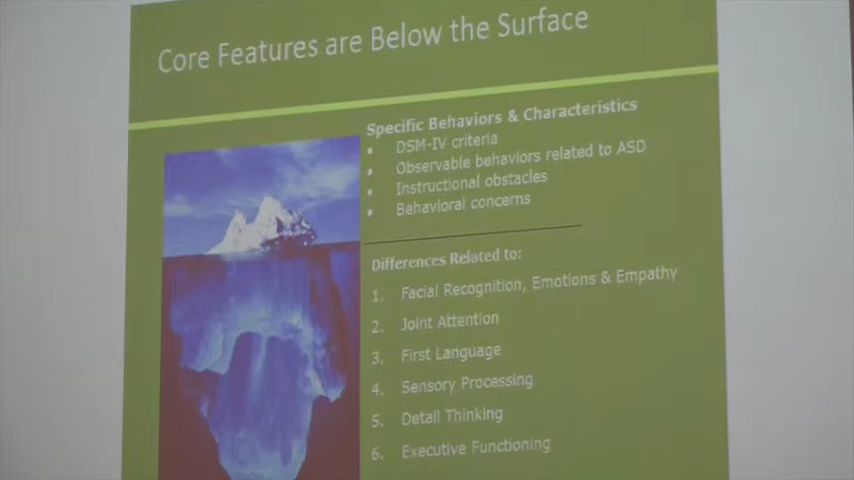 Core Features are Below the Surface
Specific Behaviors & Characteristics
▪ DSM-IV criteria
▪ Observable behaviors related to ASD
▪ Instructional obstacles
▪ Behavioral concerns
Differences Related to:
1. Facial Recognition, Emotions & Empathy
2. Joint Attention
3. First Language
4. Sensory Processing
5. Detail Thinking
6. Executive Functioning